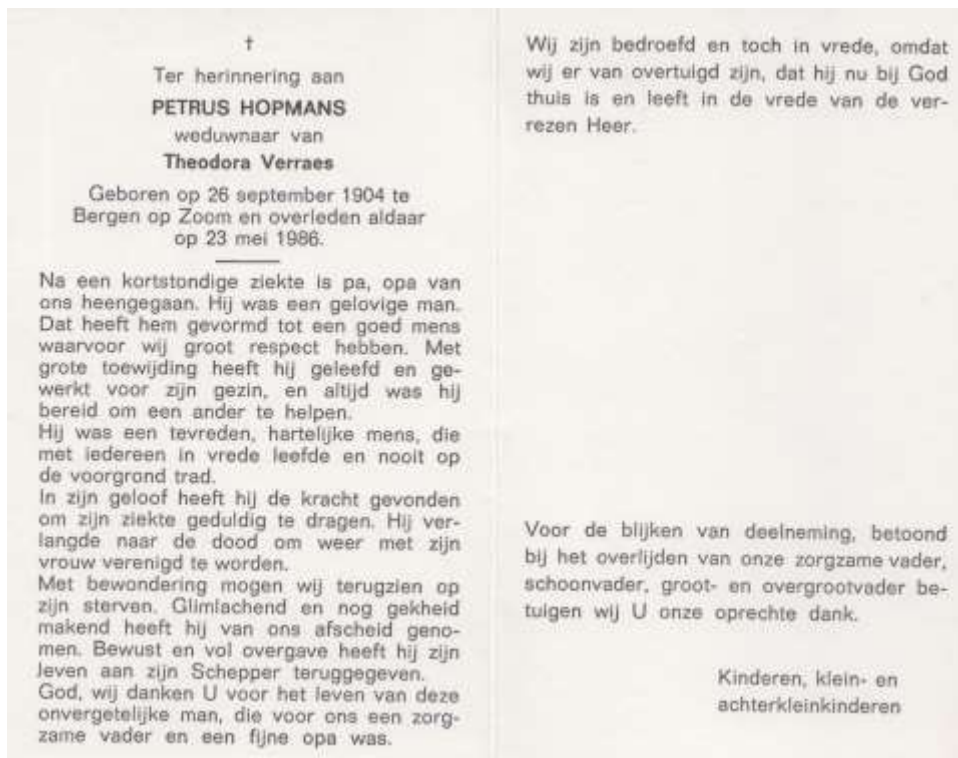 †
Ter herinnering aan
PETRUS HOPMANS
weduwnaar van
Theodora Verraes
Geboren op 26 september 1904 te
Bergen op Zoom en overleden aldaar
op 23 mei 1986.
Na een kortstondige ziekte is pa, opa van
ons heengegaan. Hij was een gelovige man.
Dat heeft hem gevormd tot een goed mens
waarvoor wij groot respect hebben. Met
grote toewijding heeft hij geleefd en ge-
werkt voor zijn gezin, en altijd was hij
bereid om een ander te helpen.
Hij was een tevreden, hartelijke mens, die
met iedereen in vrede leefde en nooit op
de voorgrond trad.
In zijn geloof heeft hij de kracht gevonden
om zijn ziekte geduldig te dragen. Hij ver-
langde naar de dood om weer met zijn
vrouw verenigd te worden.
Met bewondering mogen wij terugzien op
zijn sterven. Glimlachend en nog gekheid
makend heeft hij van ons afscheid geno-
men. Bewust en vol overgave heeft hij zijn
leven aan zijn Schepper teruggegeven.
God, wij danken U voor het leven van deze
onvergetelijke man, die voor ons een zorg-
zame vader en een fijne opa was.
Wij zijn bedroefd en toch in vrede, omdat
wij er van overtuigd zijn, dat hij nu bij God
thuis is en leeft in de vrede van de ver-
rezen Heer.
Voor de blijken van deelneming, betoond
bij het overlijden van onze zorgzame vader,
schoonvader, groot- en overgrootvader be-
tuigen wij U onze oprechte dank.
Kinderen, klein- en
achterkleinkinderen